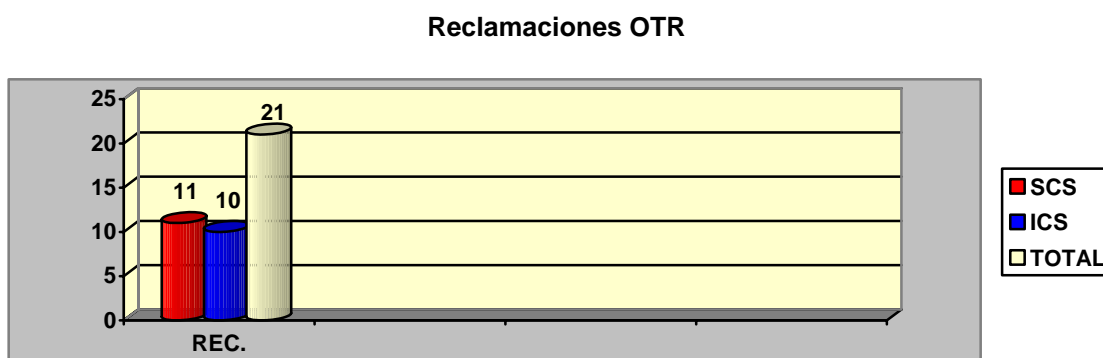 Reclamaciones OTR
25
20
15
10
5
0
11
10
21
REC.
SCS
ICS
TOTAL